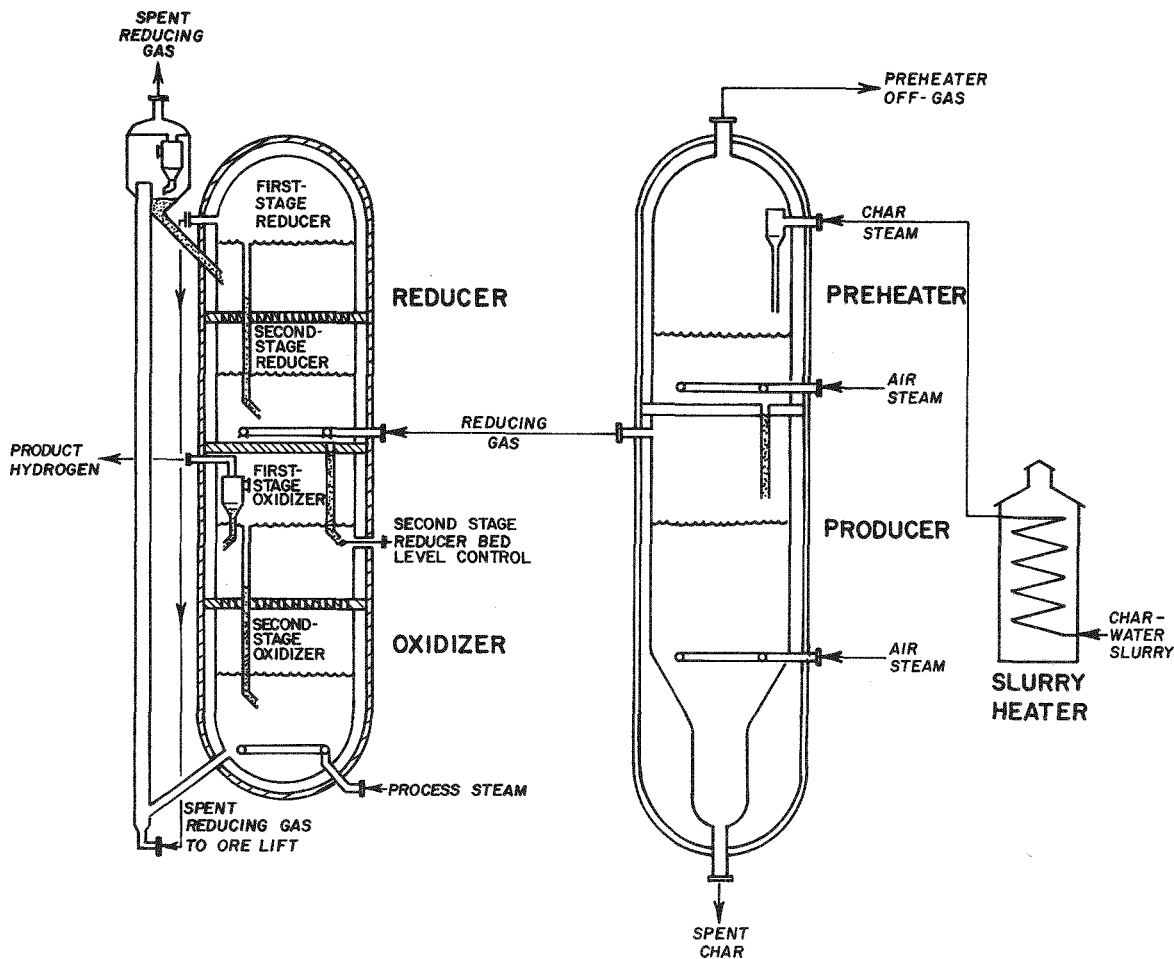 SPENT
REDUCING
GAS
PREHEATER
OFF-GAS
FIRST-
STAGE
REDUCER
CHAR
STEAM
REDUCER
PREHEATER
SECOND-
STAGE
REDUCER
AIR
STEAM
REDUCING
GAS
PRODUCT
HYDROGEN
FIRST-
STAGE
OXIDIZER
SECOND STAGE
REDUCER BED
LEVEL CONTROL
PRODUCER
SECOND-
STAGE
OXIDIZER
OXIDIZER
AIR
STEAM
CHAR-
WATER
SLURRY
SLURRY
HEATER
PROCESS STEAM
SPENT
REDUCING GAS
TO ORE LIFT
SPENT
CHAR